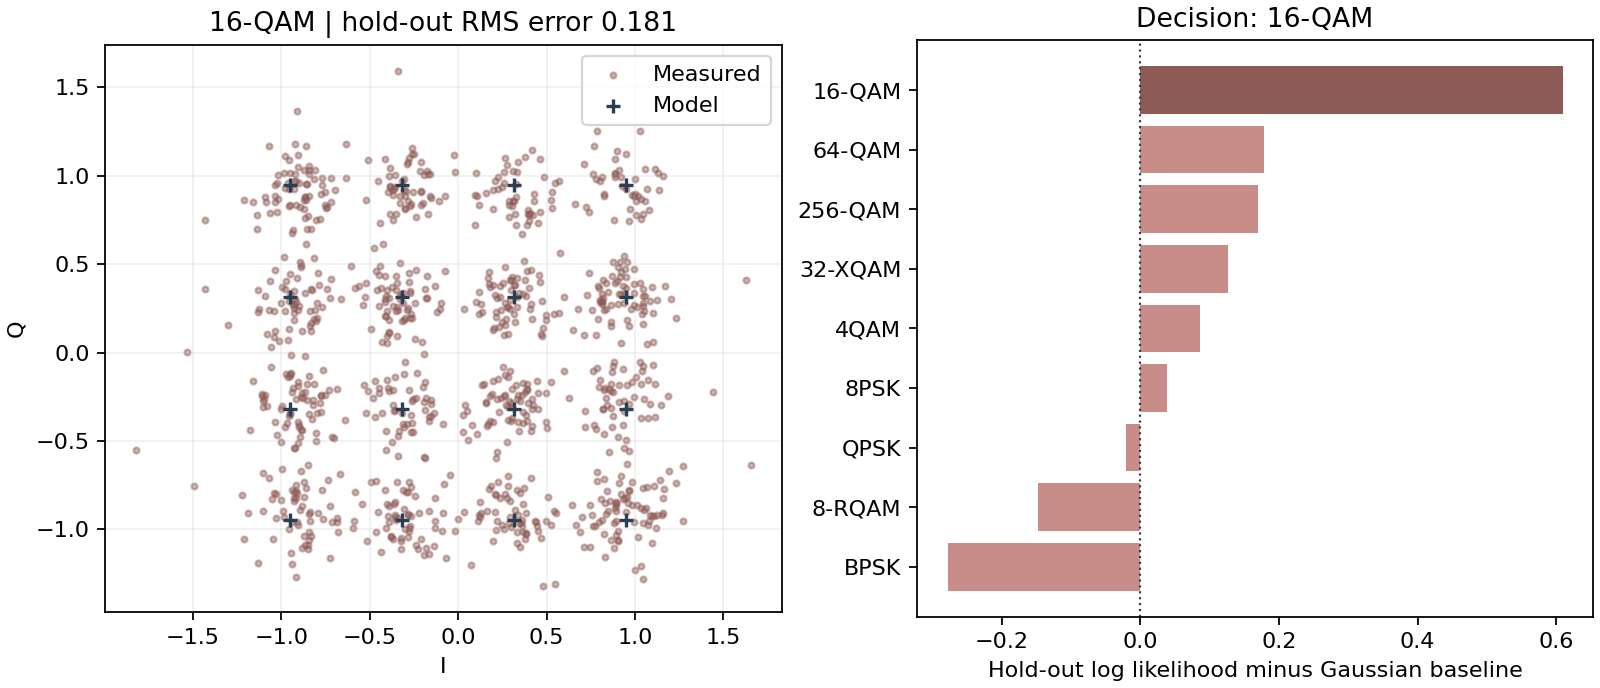 16-QAM | hold-out RMS error 0.181
Measured
Model
1.5
1.0
0.5
0.0
−0.5
−1.0
Q
−1.5
−1.0
−0.5
0.0
0.5
1.0
1.5
I
Decision: 16-QAM
16-QAM
64-QAM
256-QAM
32-XQAM
4QAM
8PSK
QPSK
8-RQAM
BPSK
−0.2
0.0
0.2
0.4
0.6
Hold-out log likelihood minus Gaussian baseline